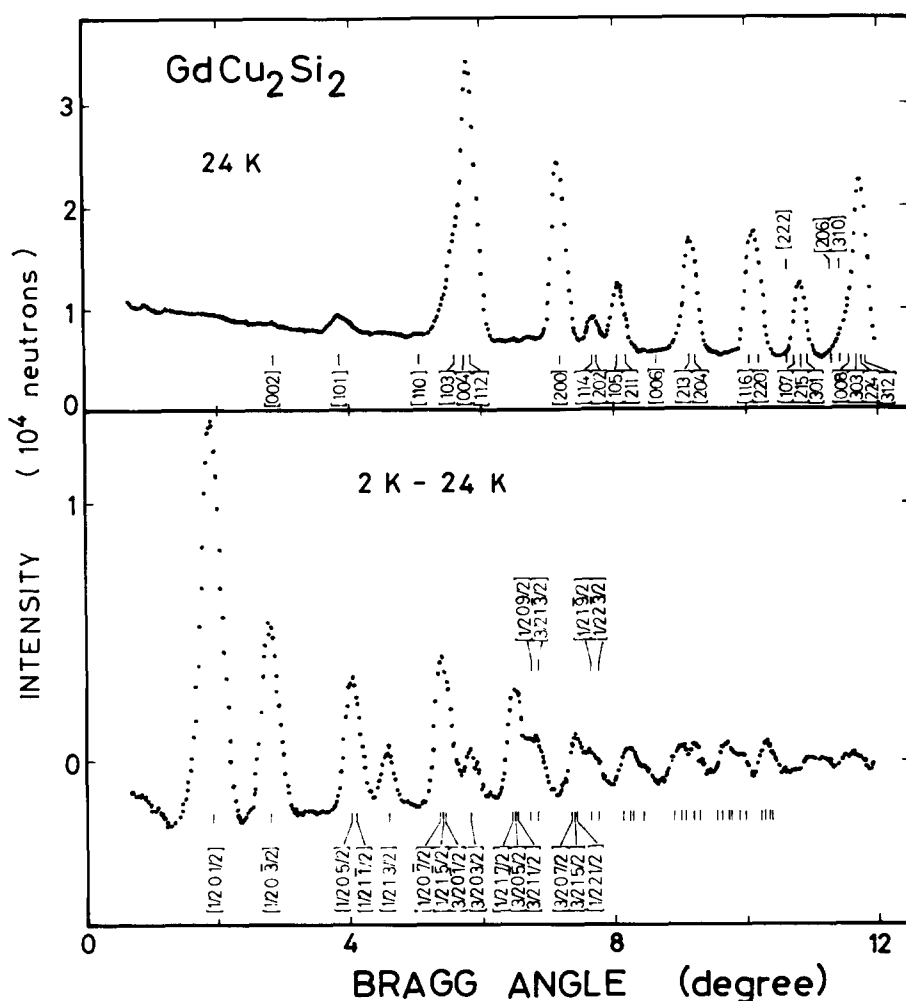 GdCu₂Si₂
24 K
3
2
1
0
[002]
[101]
[110]
[103]
[004]
[112]
[200]
[114]
[202]
[105]
[211]
[006]
[213]
[204]
[116]
[220]
[222]
[107]
[215]
[301]
[206]
[310]
[008]
[303]
[224]
[312]
INTENSITY (10⁴ neutrons)
2 K - 24 K
1
0
[1/2 0 1/2]
[1/2 0 3̅/2]
[1/2 0 5/2]
[1/2 1 1̅/2]
[1/2 1 3/2]
[1/2 0 7̅/2]
[1/2 1 5̅/2]
[3/2 0 1̅/2]
[3/2 0 3/2]
[1/2 1 7/2]
[3/2 0 5̅/2]
[3/2 1 1/2]
[1/2 0 9/2]
[3/2 1 3̅/2]
[3/2 0 7/2]
[3/2 1 5/2]
[1/2 2 1/2]
[1/2 1 9̅/2]
[1/2 2 3̅/2]
0
4
8
12
BRAGG ANGLE (degree)